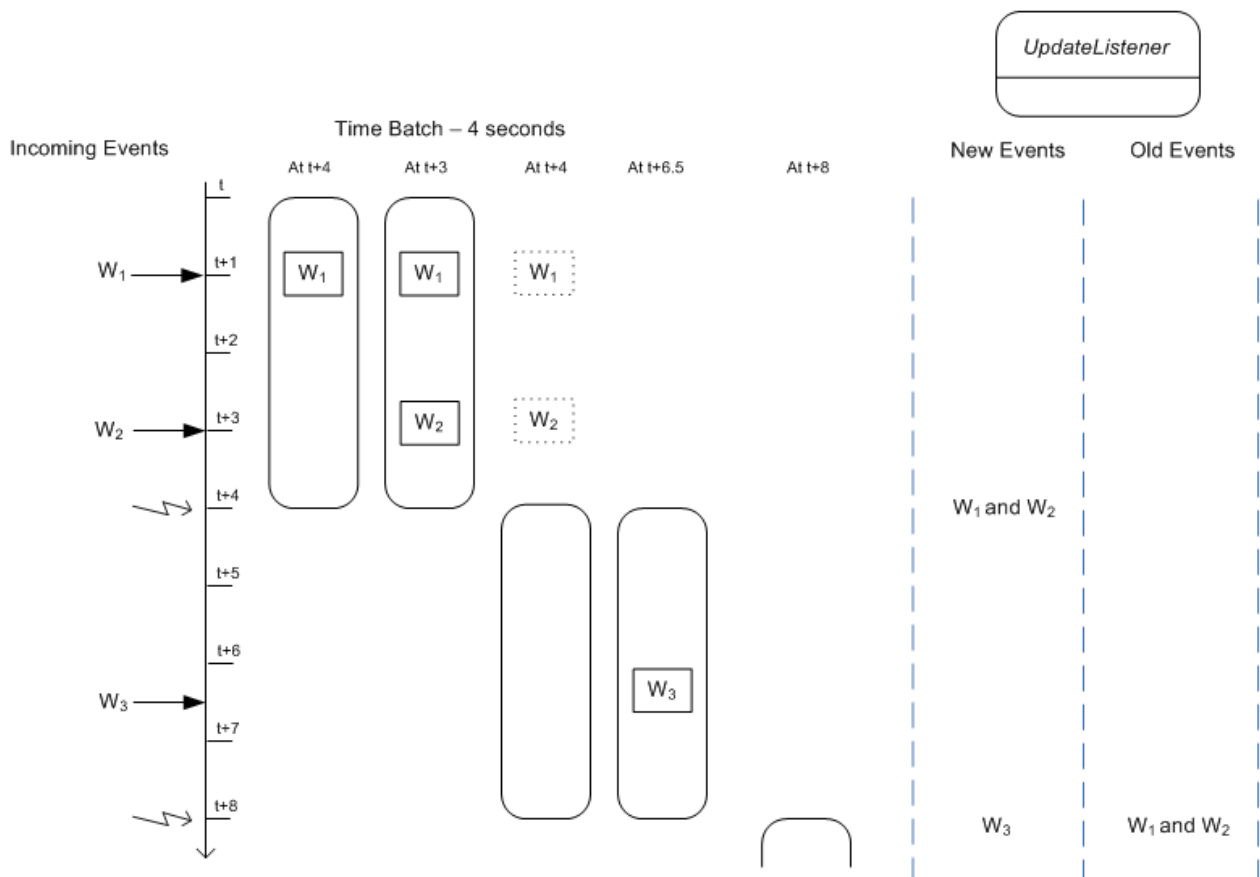 UpdateListener
Time Batch – 4 seconds
Incoming Events
New Events
Old Events
At t+4
At t+3
At t+4
At t+6.5
At t+8
t
W₁
t+1
W₁
W₁
W₁
t+2
W₂
t+3
W₂
W₂
t+4
W₁ and W₂
t+5
t+6
W₃
W₃
t+7
t+8
W₃
W₁ and W₂